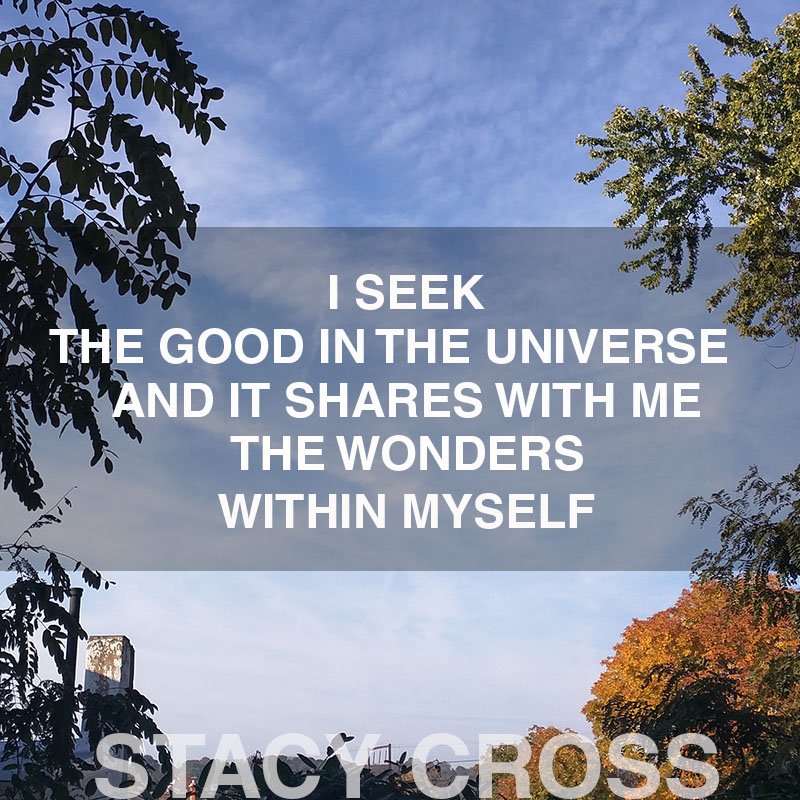 I SEEK
THE GOOD IN THE UNIVERSE
AND IT SHARES WITH ME
THE WONDERS
WITHIN MYSELF
STACY CROSS